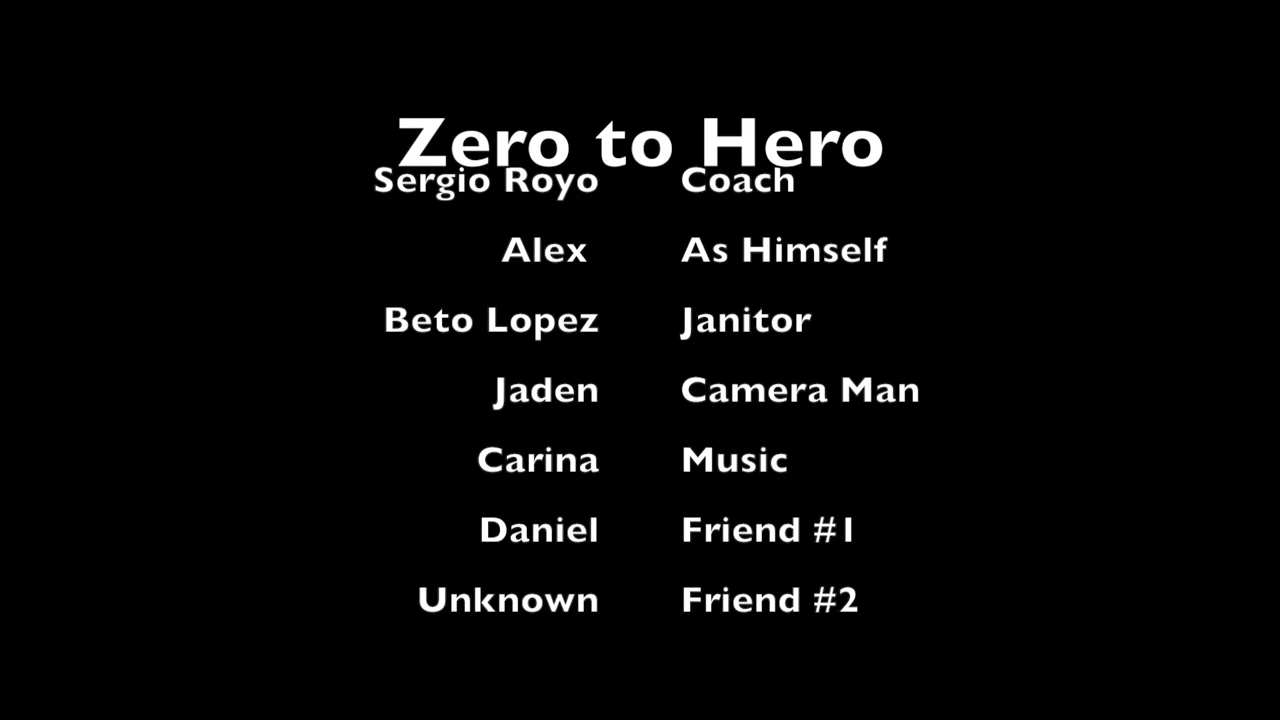 Zero to Hero
Sergio Royo Coach
Alex As Himself
Beto Lopez Janitor
Jaden Camera Man
Carina Music
Daniel Friend #1
Unknown Friend #2